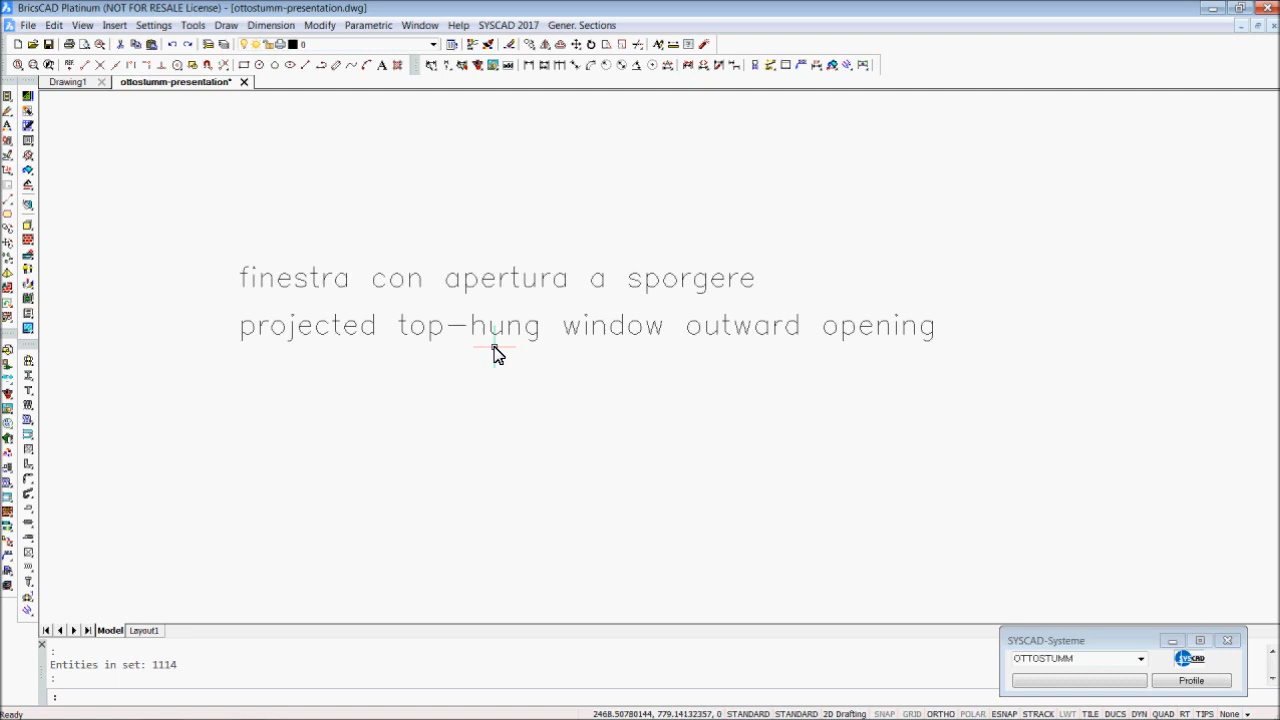 BricsCAD Platinum (NOT FOR RESALE License) - [ottostumm-presentation.dwg]
File Edit View Insert Settings Tools Draw Dimension Modify Parametric Window Help SYSCAD 2017 Gener. Sections
0
Drawing1 ottostumm-presentation*
finestra con apertura a sporgere
projected top-hung window outward opening
Model Layout1
:
Entities in set: 1114
:
:
SYSCAD-Systeme
OTTOSTUMM
Profile
Ready 2468.50780144, 779.14132357, 0 STANDARD STANDARD 2D Drafting SNAP GRID ORTHO POLAR ESNAP STRACK LWT TILE DUCS DYN QUAD RT TIPS None